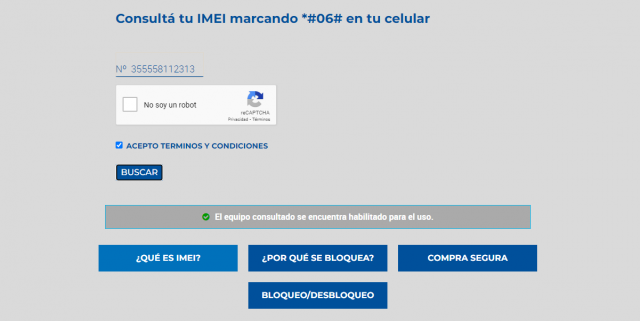 Consultá tu IMEI marcando *#06# en tu celular
Nº 355558112313
No soy un robot
reCAPTCHA
Privacidad - Términos
ACEPTO TERMINOS Y CONDICIONES
BUSCAR
El equipo consultado se encuentra habilitado para el uso.
¿QUÉ ES IMEI? ¿POR QUÉ SE BLOQUEA? COMPRA SEGURA
BLOQUEO/DESBLOQUEO